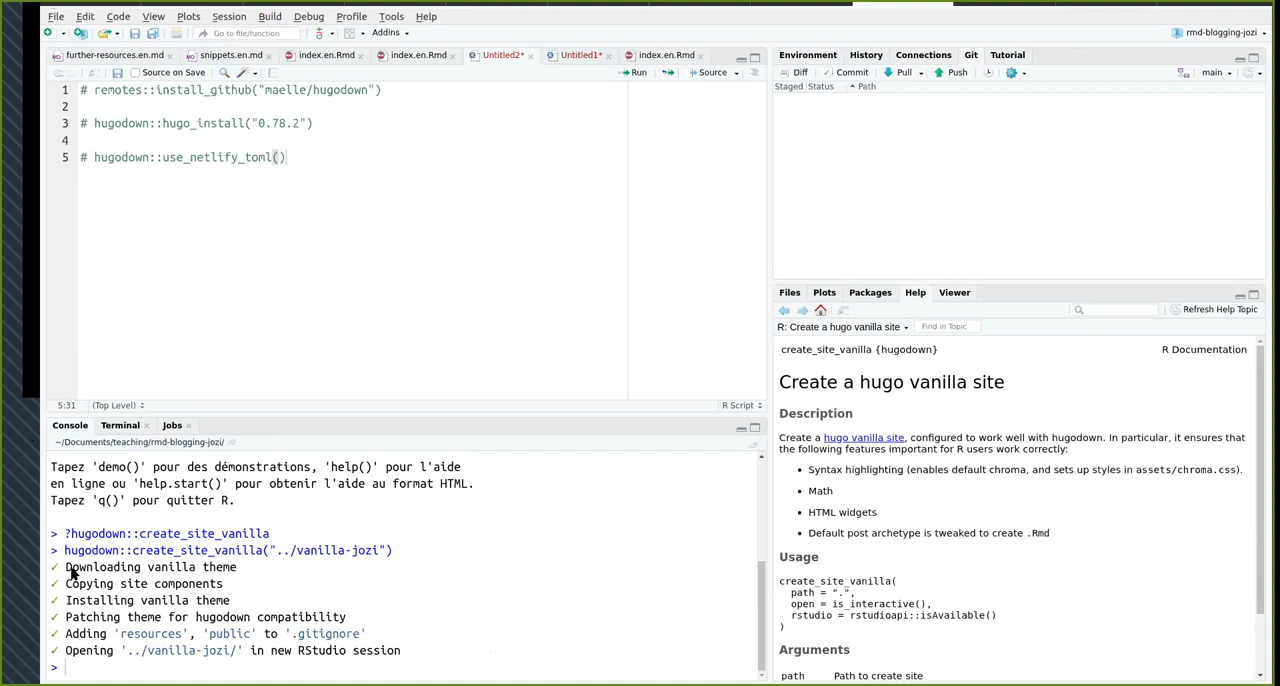 File Edit Code View Plots Session Build Debug Profile Tools Help
Go to file/function Addins rmd-blogging-jozi
further-resources.en.md snippets.en.md index.en.Rmd index.en.Rmd Untitled2* Untitled1* index.en.Rmd
Source on Save Run Source
1 # remotes::install_github("maelle/hugodown")
2
3 # hugodown::hugo_install("0.78.2")
4
5 # hugodown::use_netlify_toml()
5:31 (Top Level) R Script
Console Terminal Jobs
~/Documents/teaching/rmd-blogging-jozi/
Tapez 'demo()' pour des démonstrations, 'help()' pour l'aide
en ligne ou 'help.start()' pour obtenir l'aide au format HTML.
Tapez 'q()' pour quitter R.
> ?hugodown::create_site_vanilla
> hugodown::create_site_vanilla("../vanilla-jozi")
✓ Downloading vanilla theme
✓ Copying site components
✓ Installing vanilla theme
✓ Patching theme for hugodown compatibility
✓ Adding 'resources', 'public' to '.gitignore'
✓ Opening '../vanilla-jozi/' in new RStudio session
>
Environment History Connections Git Tutorial
Diff Commit Pull Push main
Staged Status Path
Files Plots Packages Help Viewer
Refresh Help Topic
R: Create a hugo vanilla site Find in Topic
create_site_vanilla {hugodown} R Documentation
Create a hugo vanilla site
Description
Create a hugo vanilla site, configured to work well with hugodown. In particular, it ensures that
the following features important for R users work correctly:
• Syntax highlighting (enables default chroma, and sets up styles in assets/chroma.css).
• Math
• HTML widgets
• Default post archetype is tweaked to create .Rmd
Usage
create_site_vanilla(
path = ".",
open = is_interactive(),
rstudio = rstudioapi::isAvailable()
)
Arguments
path Path to create site